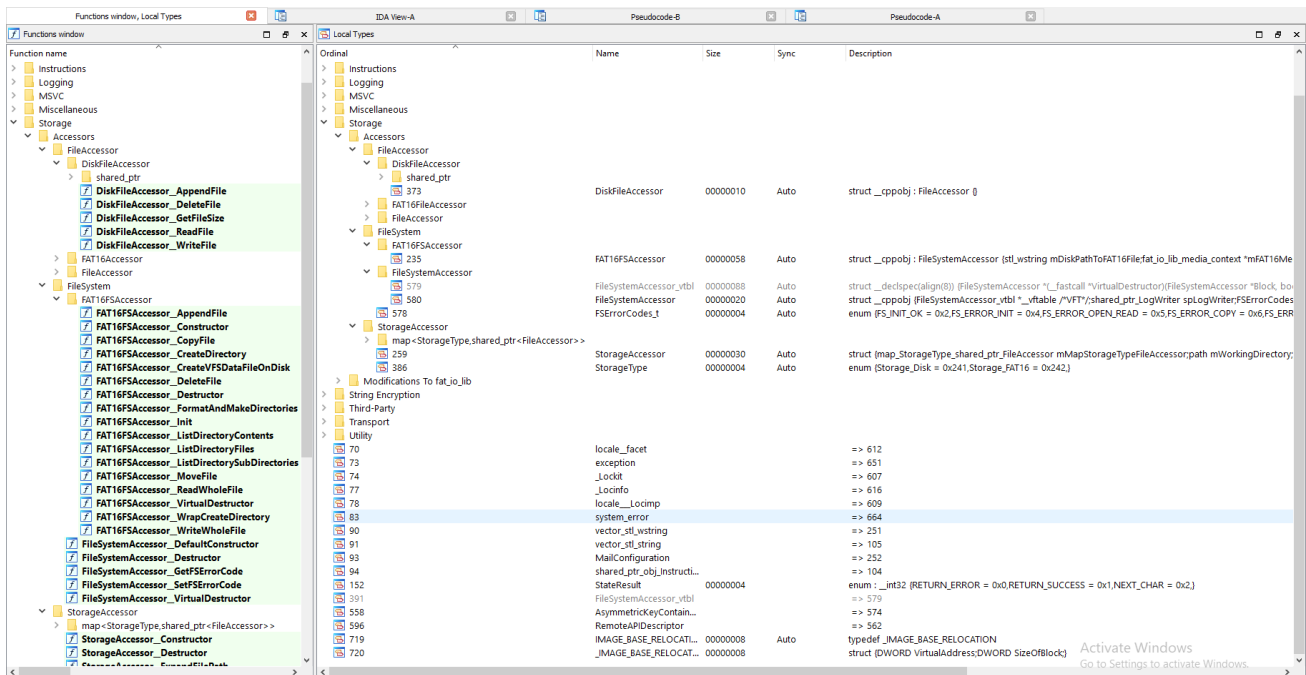 Functions window, Local Types
IDA View-A
Pseudocode-B
Pseudocode-A
Functions window
Function name
Instructions
Logging
MSVC
Miscellaneous
Storage
Accessors
FileAccessor
DiskFileAccessor
shared_ptr
DiskFileAccessor__AppendFile
DiskFileAccessor__DeleteFile
DiskFileAccessor__GetFileSize
DiskFileAccessor__ReadFile
DiskFileAccessor__WriteFile
FAT16Accessor
FileAccessor
FileSystem
FAT16FSAccessor
FAT16FSAccessor__AppendFile
FAT16FSAccessor__Constructor
FAT16FSAccessor__CopyFile
FAT16FSAccessor__CreateDirectory
FAT16FSAccessor__CreateVFSDataFileOnDisk
FAT16FSAccessor__DeleteFile
FAT16FSAccessor__Destructor
FAT16FSAccessor__FormatAndMakeDirectories
FAT16FSAccessor__Init
FAT16FSAccessor__ListDirectoryContents
FAT16FSAccessor__ListDirectoryFiles
FAT16FSAccessor__ListDirectorySubDirectories
FAT16FSAccessor__MoveFile
FAT16FSAccessor__ReadWholeFile
FAT16FSAccessor__VirtualDestructor
FAT16FSAccessor__WrapCreateDirectory
FAT16FSAccessor__WriteWholeFile
FileSystemAccessor__DefaultConstructor
FileSystemAccessor__Destructor
FileSystemAccessor__GetFSErrorCode
FileSystemAccessor__SetFSErrorCode
FileSystemAccessor__VirtualDestructor
StorageAccessor
map<StorageType,shared_ptr<FileAccessor>>
StorageAccessor__Constructor
StorageAccessor__Destructor
StorageAccessor__ExpandFilePath
Local Types
Ordinal Name Size Sync Description
Instructions
Logging
MSVC
Miscellaneous
Storage
Accessors
FileAccessor
DiskFileAccessor
shared_ptr
373 DiskFileAccessor 00000010 Auto struct __cppobj : FileAccessor {}
FAT16FileAccessor
FileAccessor
FileSystem
FAT16FSAccessor
235 FAT16FSAccessor 00000058 Auto struct __cppobj : FileSystemAccessor {stl_wstring mDiskPathToFAT16File;fat_io_lib_media_context *mFAT16Me
FileSystemAccessor
579 FileSystemAccessor_vtbl 00000088 Auto struct __declspec(align(8)) {FileSystemAccessor *(__fastcall *VirtualDestructor)(FileSystemAccessor *Block, bo
580 FileSystemAccessor 00000020 Auto struct __cppobj {FileSystemAccessor_vtbl *__vftable /*VFT*/;shared_ptr_LogWriter spLogWriter;FSErrorCodes
578 FSErrorCodes_t 00000004 Auto enum {FS_INIT_OK = 0x2,FS_ERROR_INIT = 0x4,FS_ERROR_OPEN_READ = 0x5,FS_ERROR_COPY = 0x6,FS_ERR
StorageAccessor
map<StorageType,shared_ptr<FileAccessor>>
259 StorageAccessor 00000030 Auto struct {map_StorageType_shared_ptr_FileAccessor mMapStorageTypeFileAccessor;path mWorkingDirectory;
386 StorageType 00000004 Auto enum {Storage_Disk = 0x241,Storage_FAT16 = 0x242,}
Modifications To fat_io_lib
String Encryption
Third-Party
Transport
Utility
70 locale__facet => 612
73 exception => 651
74 _Lockit => 607
77 _Locinfo => 616
78 locale___Locimp => 609
83 system_error => 664
90 vector_stl_wstring => 251
91 vector_stl_string => 105
93 MailConfiguration => 252
94 shared_ptr_obj_Instructi... => 104
152 StateResult 00000004 enum : __int32 {RETURN_ERROR = 0x0,RETURN_SUCCESS = 0x1,NEXT_CHAR = 0x2,}
391 FileSystemAccessor_vtbl => 579
558 AsymmetricKeyContain... => 574
596 RemoteAPIDescriptor => 562
719 IMAGE_BASE_RELOCATI... 00000008 Auto typedef _IMAGE_BASE_RELOCATION
720 _IMAGE_BASE_RELOCAT... 00000008 struct {DWORD VirtualAddress;DWORD SizeOfBlock;}
Activate Windows
Go to Settings to activate Windows.